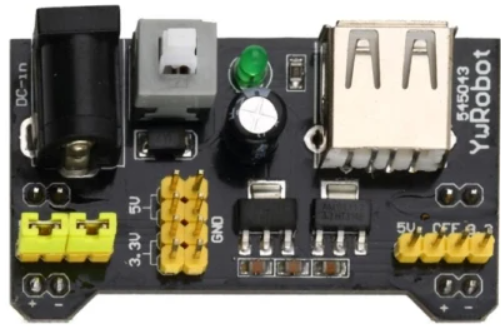 DC-in
545043
YwRobot
5V
3.3V
GND
5V
OFF
+ -
+ -